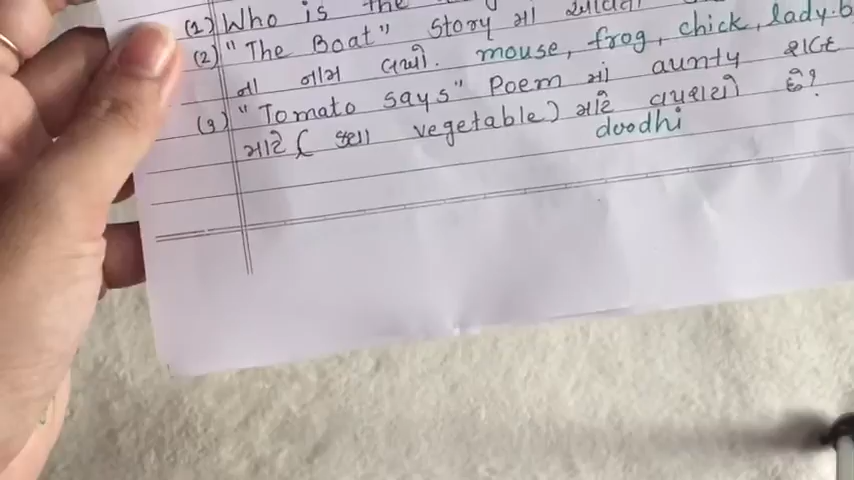 (1) Who is the
(2) "The Boat" story માં આવતા
ના નામ લખો. mouse, frog, chick, lady-b
(3) "Tomato says" Poem માં aunty શબ્દ
માટે ( કયા vegetable) માટે વપરાયો છે?
doodhi